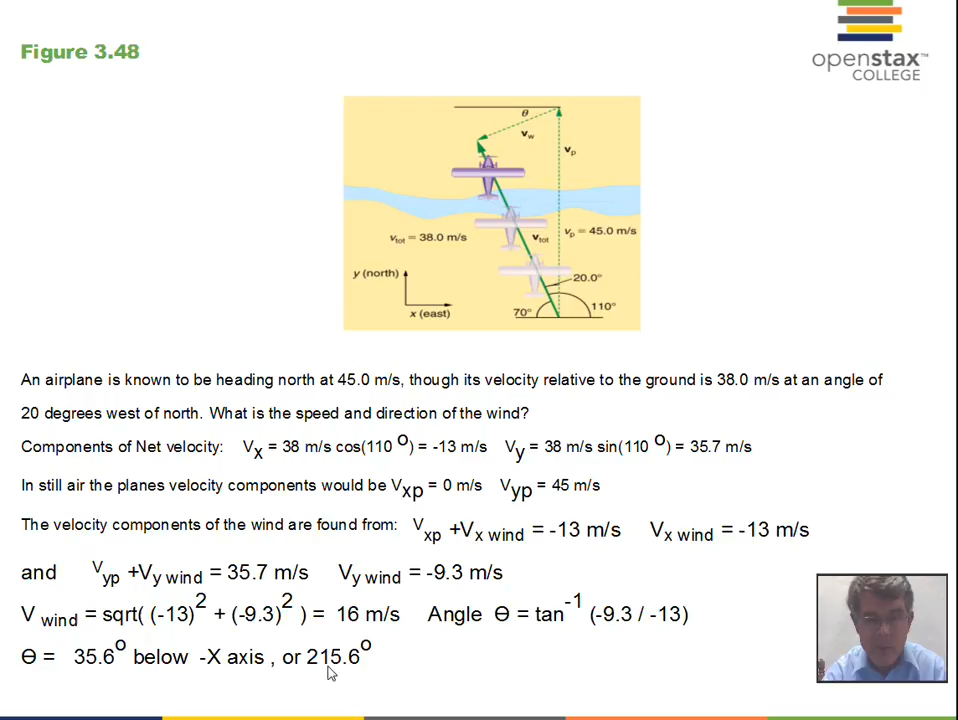 Figure 3.48
openstax™
COLLEGE
θ
vw
vp
vtot = 38.0 m/s
vtot
vp = 45.0 m/s
y (north)
20.0°
x (east)
70°
110°
An airplane is known to be heading north at 45.0 m/s, though its velocity relative to the ground is 38.0 m/s at an angle of
20 degrees west of north. What is the speed and direction of the wind?
Components of Net velocity: Vx = 38 m/s cos(110 o) = -13 m/s Vy = 38 m/s sin(110 o) = 35.7 m/s
In still air the planes velocity components would be Vxp = 0 m/s Vyp = 45 m/s
The velocity components of the wind are found from: Vxp +Vx wind = -13 m/s Vx wind = -13 m/s
and Vyp +Vy wind = 35.7 m/s Vy wind = -9.3 m/s
V wind = sqrt( (-13)2 + (-9.3)2 ) = 16 m/s Angle ϴ = tan-1 (-9.3 / -13)
ϴ = 35.6o below -X axis , or 215.6o